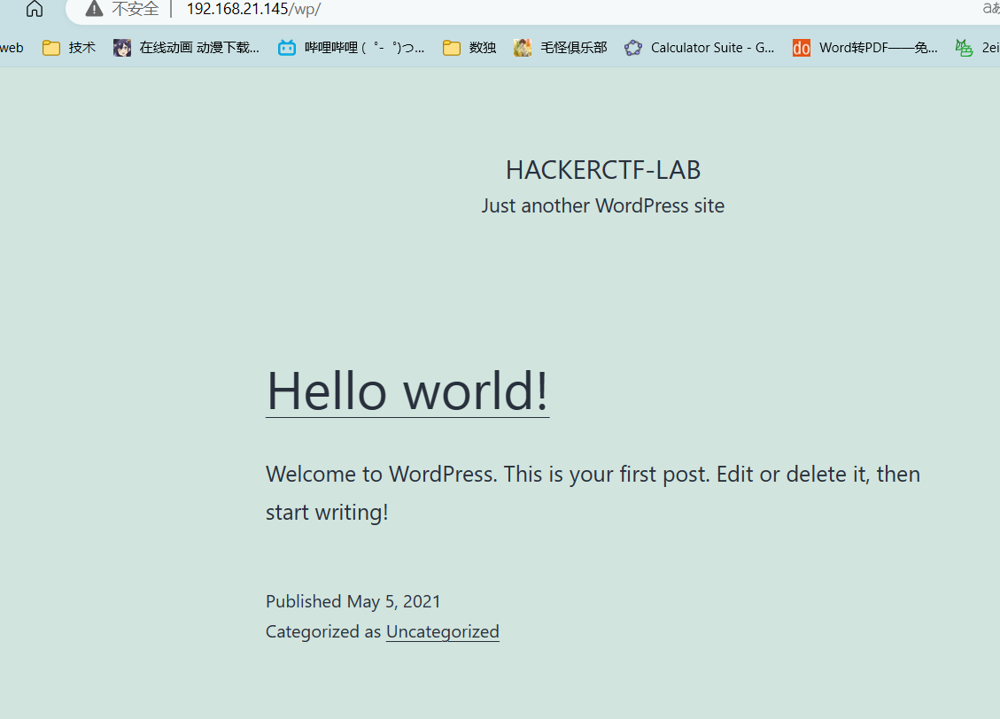 不安全 | 192.168.21.145/wp/ aあ
web 技术 在线动画 动漫下载... 哔哩哔哩 ( ゜- ゜)つ... 数独 毛怪俱乐部 Calculator Suite - G... Word转PDF——免... 2ei
HACKERCTF-LAB
Just another WordPress site
Hello world!
Welcome to WordPress. This is your first post. Edit or delete it, then
start writing!
Published May 5, 2021
Categorized as Uncategorized